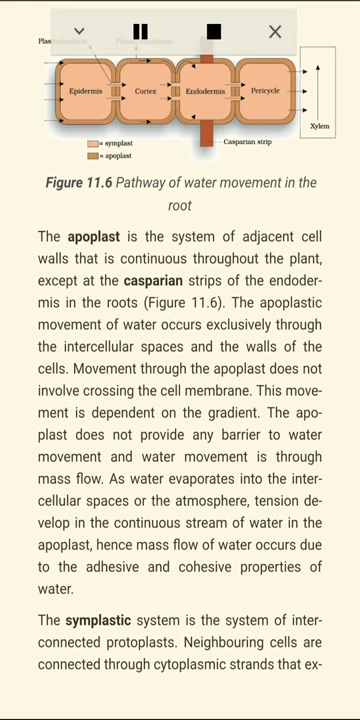 Plasmodesmata Plasma membrane
Epidermis Cortex Endodermis Pericycle
Xylem
= symplast
Casparian strip
= apoplast
Figure 11.6 Pathway of water movement in the
root
The apoplast is the system of adjacent cell
walls that is continuous throughout the plant,
except at the casparian strips of the endoder-
mis in the roots (Figure 11.6). The apoplastic
movement of water occurs exclusively through
the intercellular spaces and the walls of the
cells. Movement through the apoplast does not
involve crossing the cell membrane. This move-
ment is dependent on the gradient. The apo-
plast does not provide any barrier to water
movement and water movement is through
mass flow. As water evaporates into the inter-
cellular spaces or the atmosphere, tension de-
velop in the continuous stream of water in the
apoplast, hence mass flow of water occurs due
to the adhesive and cohesive properties of
water.
The symplastic system is the system of inter-
connected protoplasts. Neighbouring cells are
connected through cytoplasmic strands that ex-